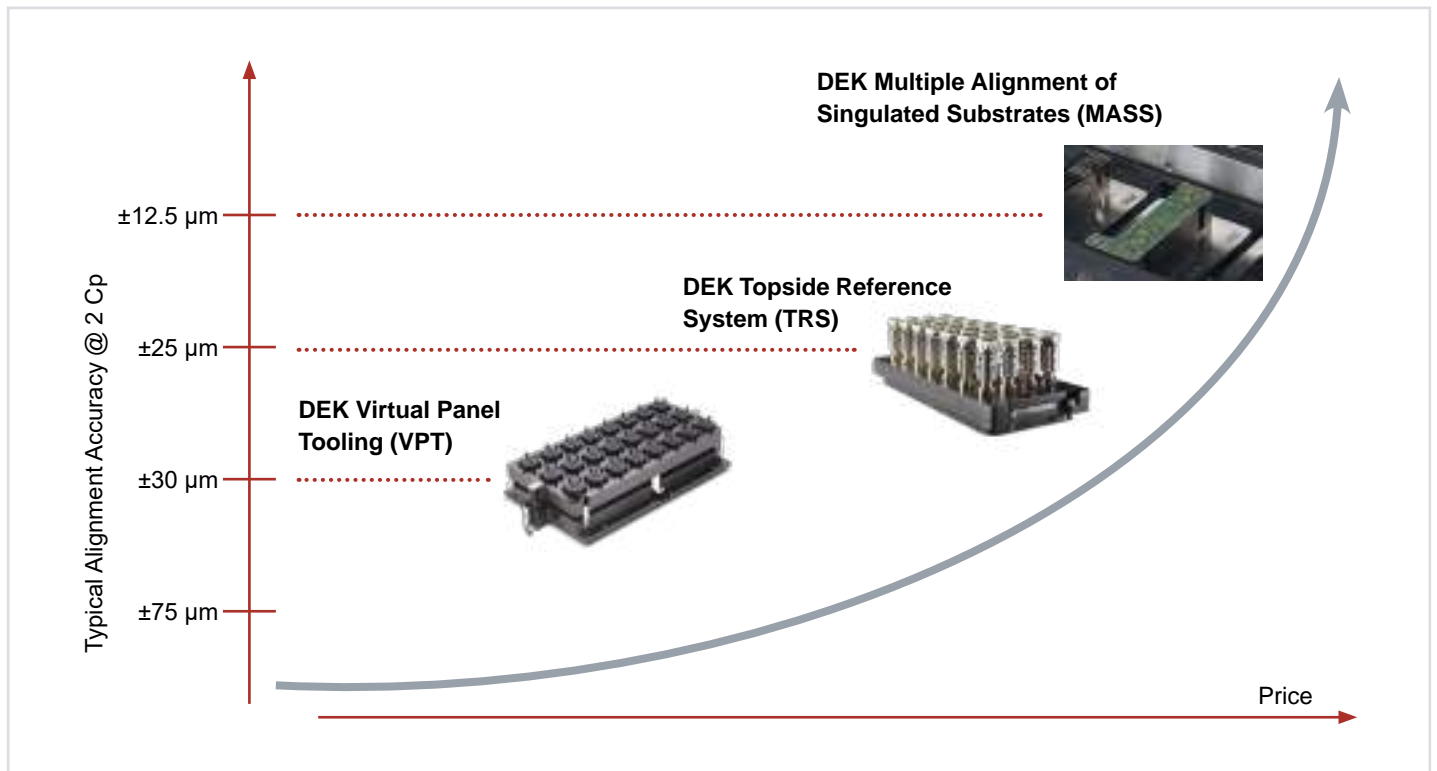 DEK Multiple Alignment of
Singulated Substrates (MASS)
±12.5 µm
DEK Topside Reference
System (TRS)
±25 µm
DEK Virtual Panel
Tooling (VPT)
±30 µm
±75 µm
Typical Alignment Accuracy @ 2 Cp
Price